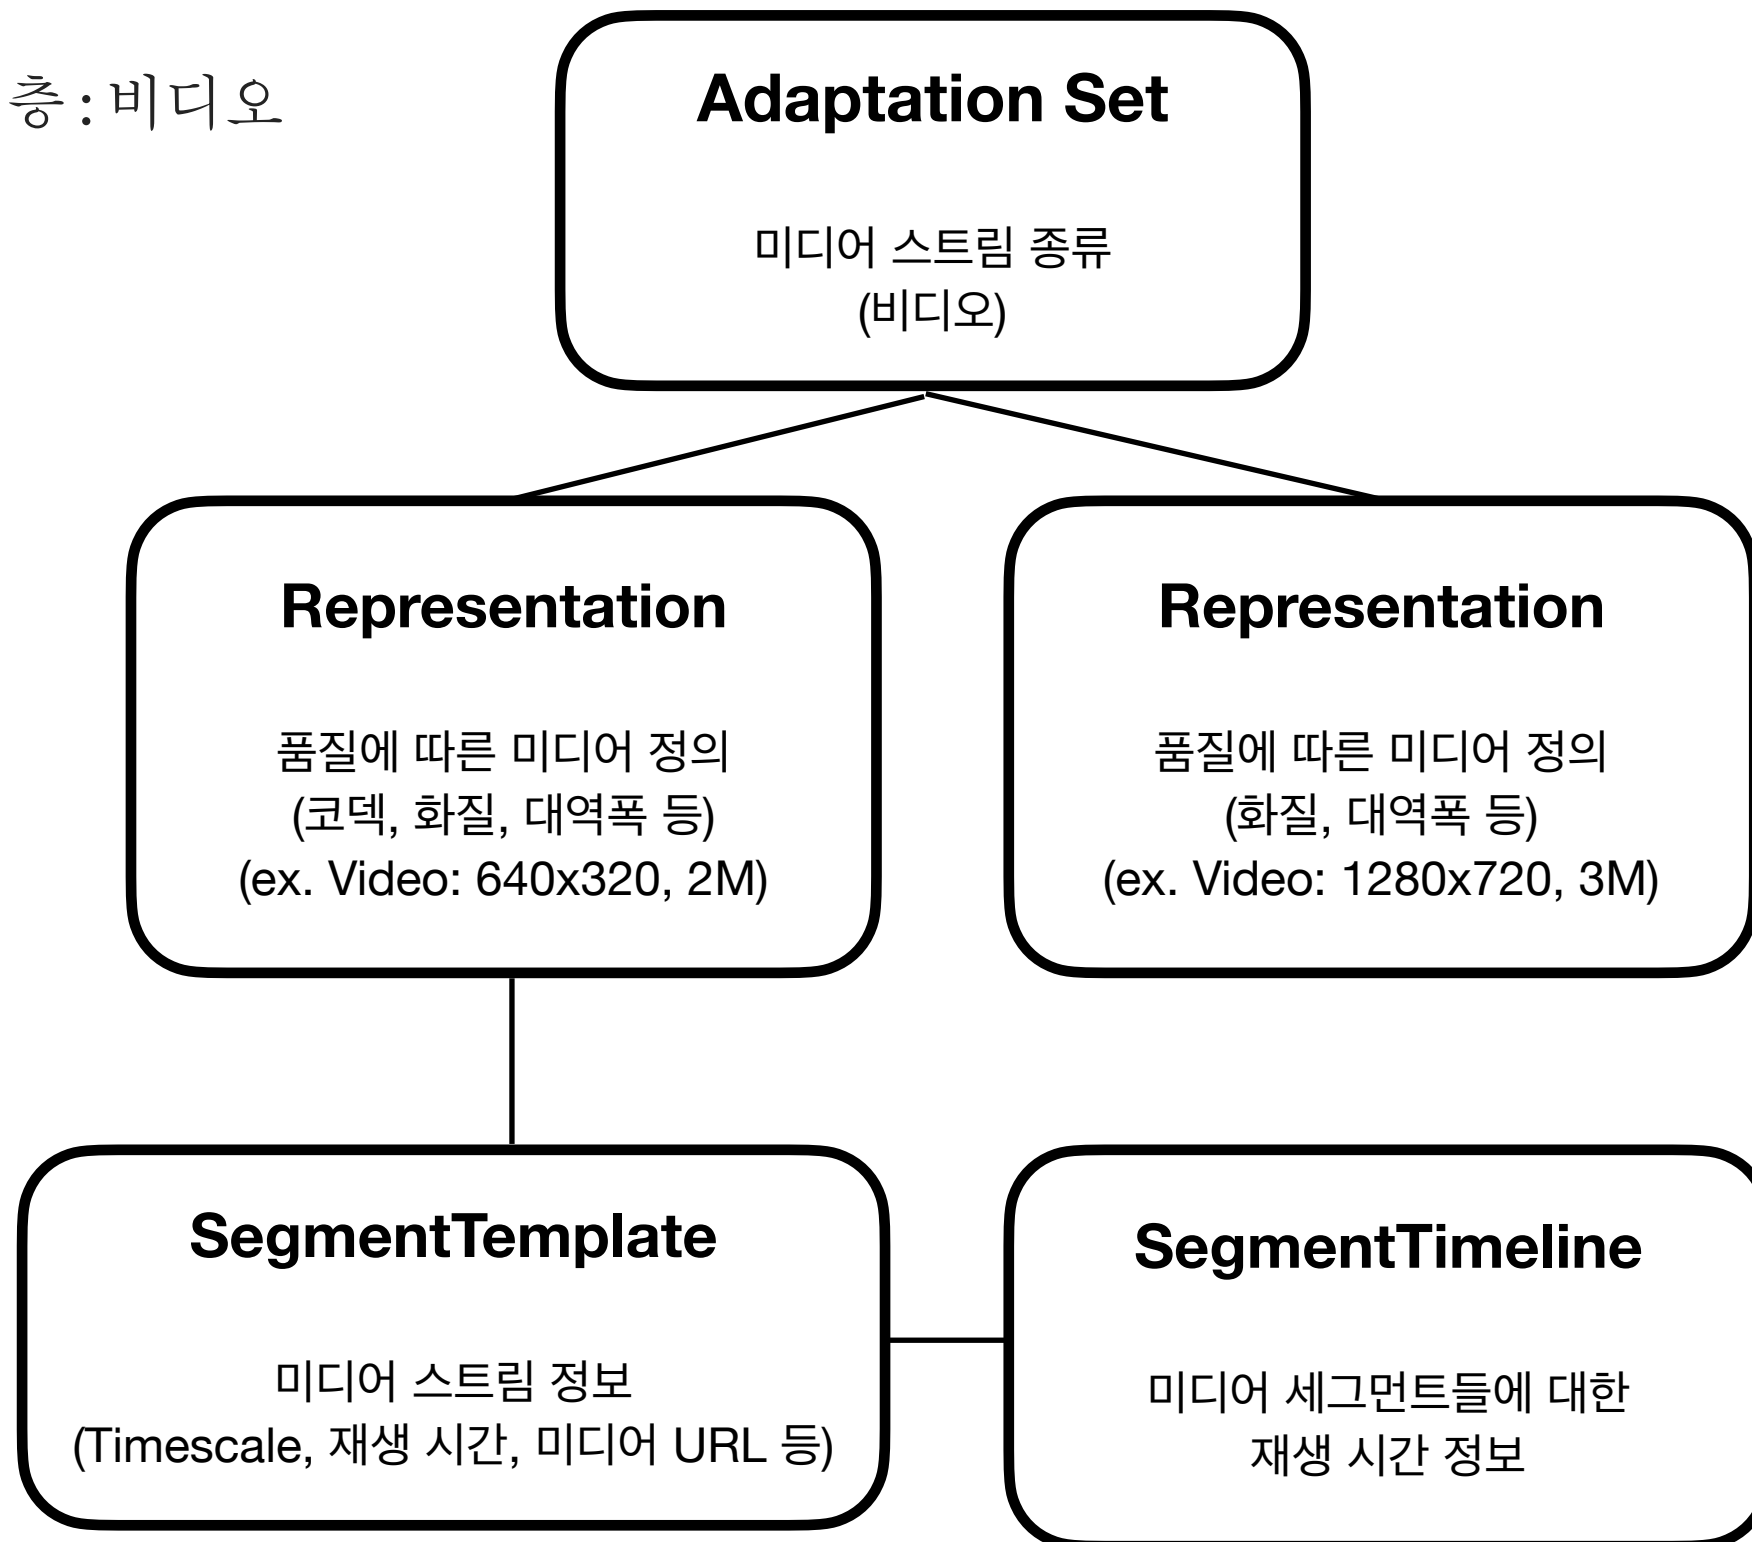 층 : 비디오
Adaptation Set
미디어 스트림 종류
(비디오)
Representation
품질에 따른 미디어 정의
(코덱, 화질, 대역폭 등)
(ex. Video: 640x320, 2M)
Representation
품질에 따른 미디어 정의
(화질, 대역폭 등)
(ex. Video: 1280x720, 3M)
SegmentTemplate
미디어 스트림 정보
(Timescale, 재생 시간, 미디어 URL 등)
SegmentTimeline
미디어 세그먼트들에 대한
재생 시간 정보